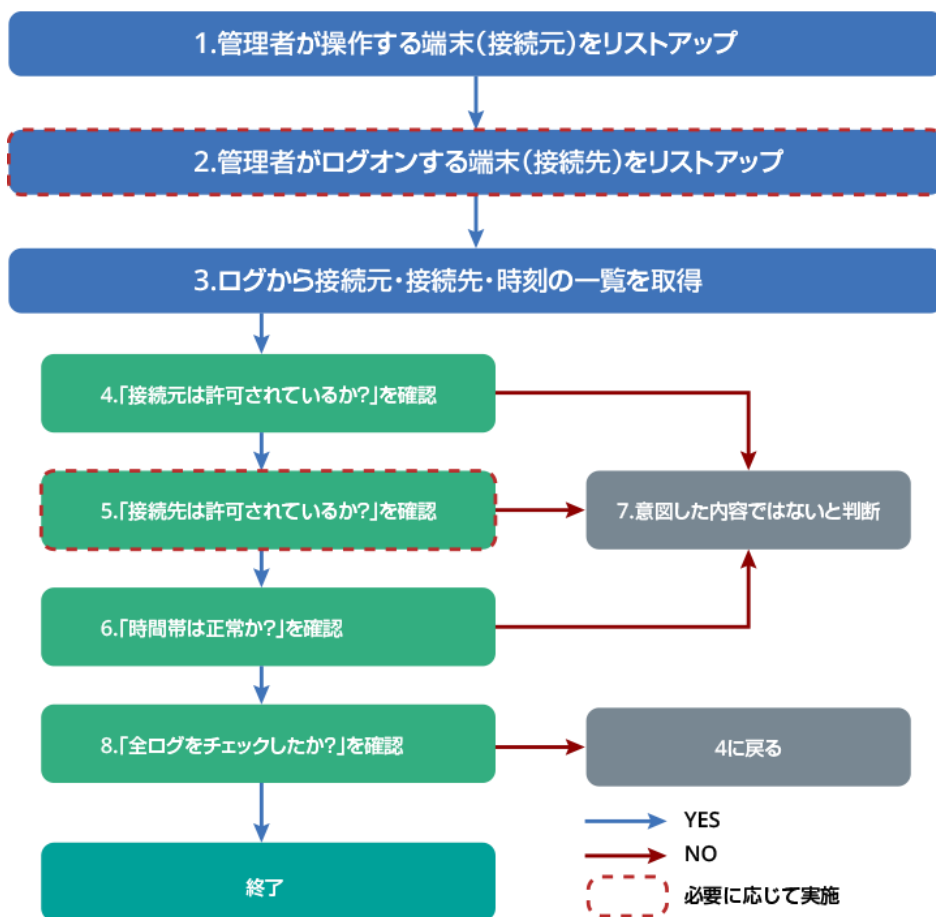 1.管理者が操作する端末(接続元)をリストアップ
2.管理者がログオンする端末(接続先)をリストアップ
3.ログから接続元・接続先・時刻の一覧を取得
4.「接続元は許可されているか?」を確認
5.「接続先は許可されているか?」を確認
7.意図した内容ではないと判断
6.「時間帯は正常か?」を確認
8.「全ログをチェックしたか?」を確認
4に戻る
YES
NO
終了
必要に応じて実施